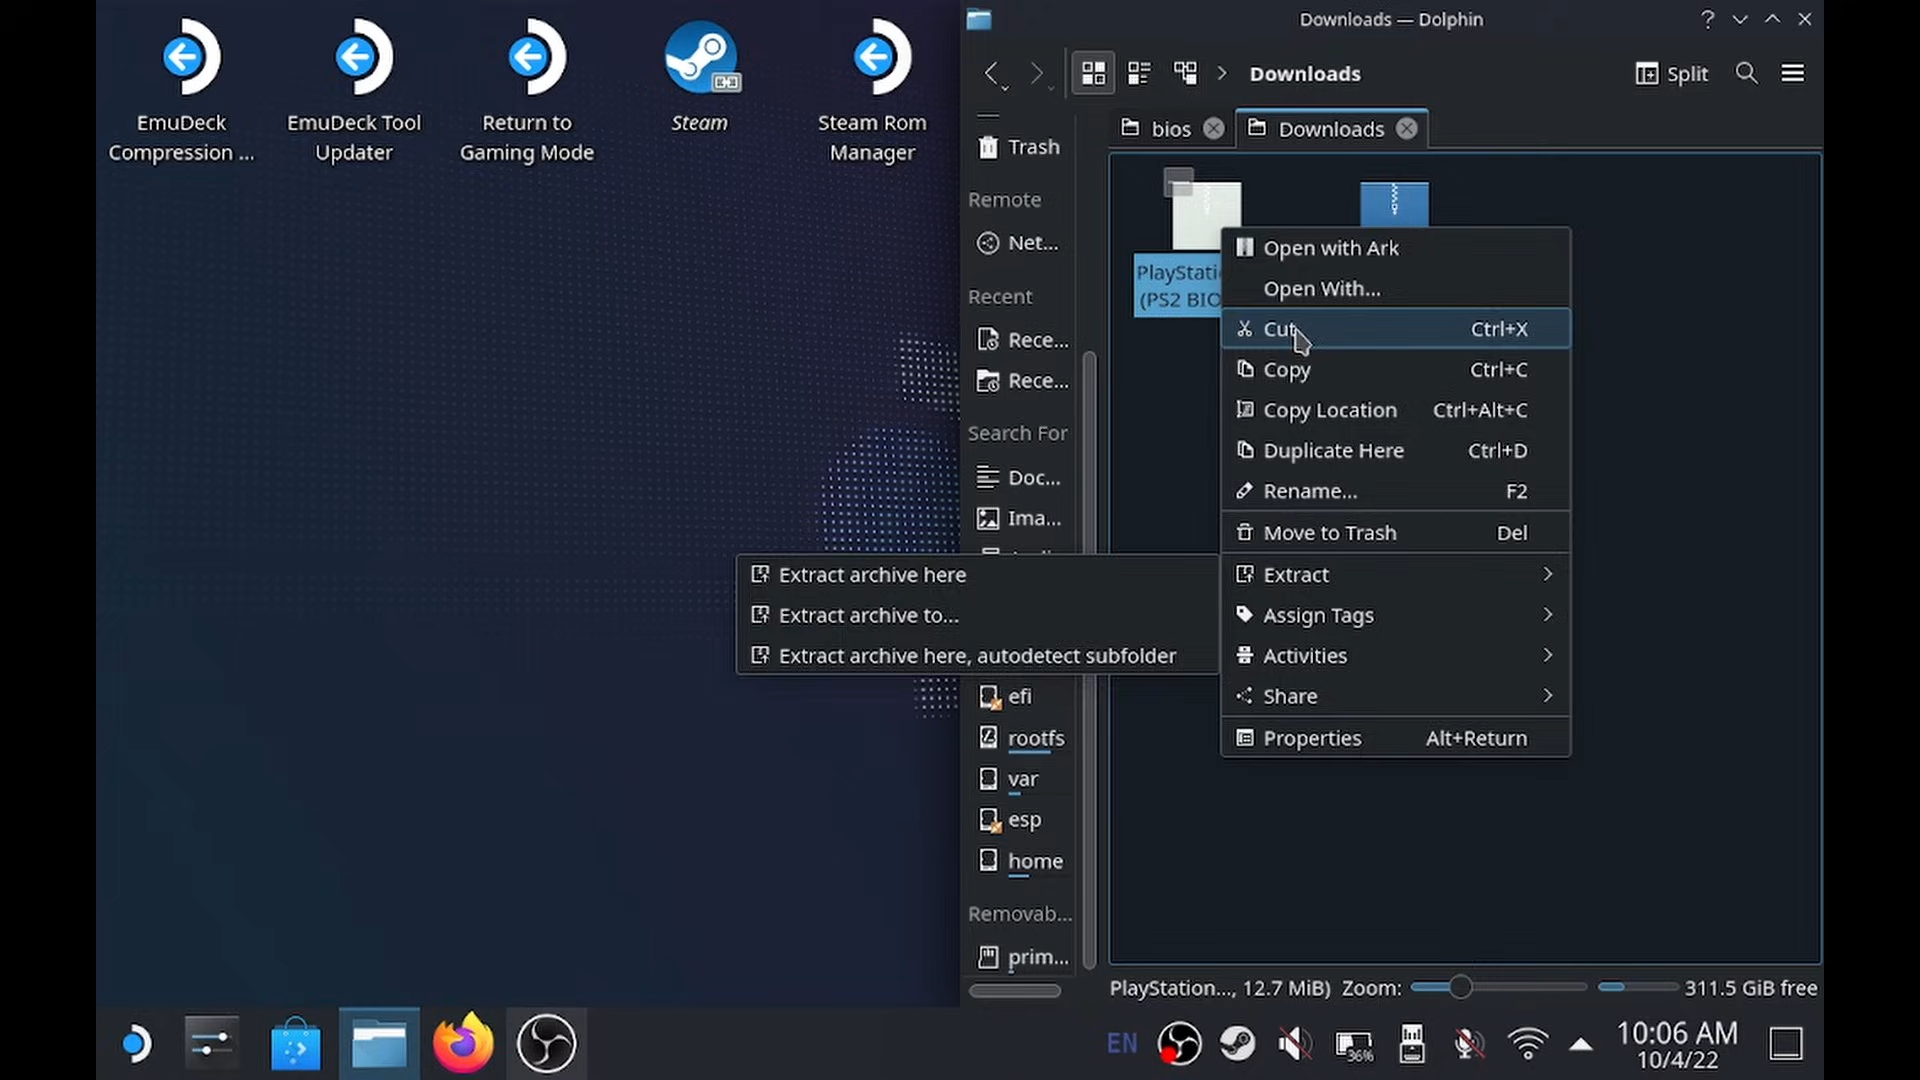 EmuDeck
Compression ...
EmuDeck Tool
Updater
Return to
Gaming Mode
Steam
Steam Rom
Manager
Downloads — Dolphin
Downloads
Split
bios
Downloads
Trash
Remote
Net...
Recent
Rece...
Rece...
Search For
Doc...
Ima...
efi
rootfs
var
esp
home
Removab...
prim...
PlayStati
(PS2 BIO
Open with Ark
Open With...
Cut Ctrl+X
Copy Ctrl+C
Copy Location Ctrl+Alt+C
Duplicate Here Ctrl+D
Rename... F2
Move to Trash Del
Extract
Assign Tags
Activities
Share
Properties Alt+Return
Extract archive here
Extract archive to...
Extract archive here, autodetect subfolder
PlayStation..., 12.7 MiB) Zoom: 311.5 GiB free
EN
36%
10:06 AM
10/4/22